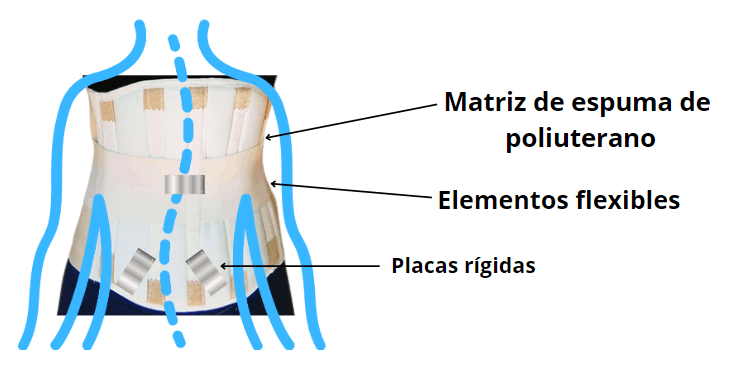 Matriz de espuma de
poliuterano
Elementos flexibles
Placas rígidas